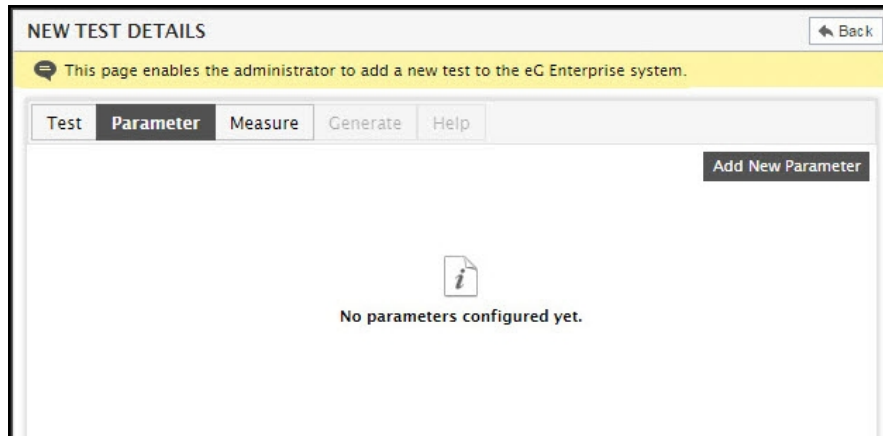 NEW TEST DETAILS
Back
This page enables the administrator to add a new test to the eG Enterprise system.
Test Parameter Measure Generate Help
Add New Parameter
No parameters configured yet.